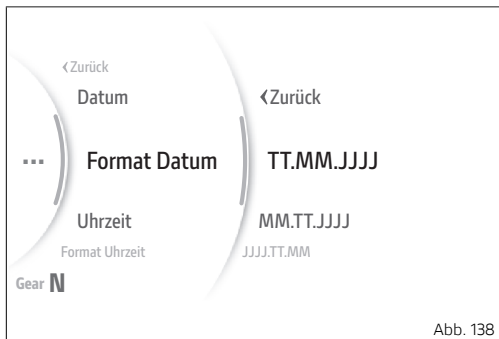 ‹Zurück
Datum
‹Zurück
... Format Datum TT.MM.JJJJ
Uhrzeit MM.TT.JJJJ
Format Uhrzeit JJJJ.TT.MM
Gear N
Abb. 138